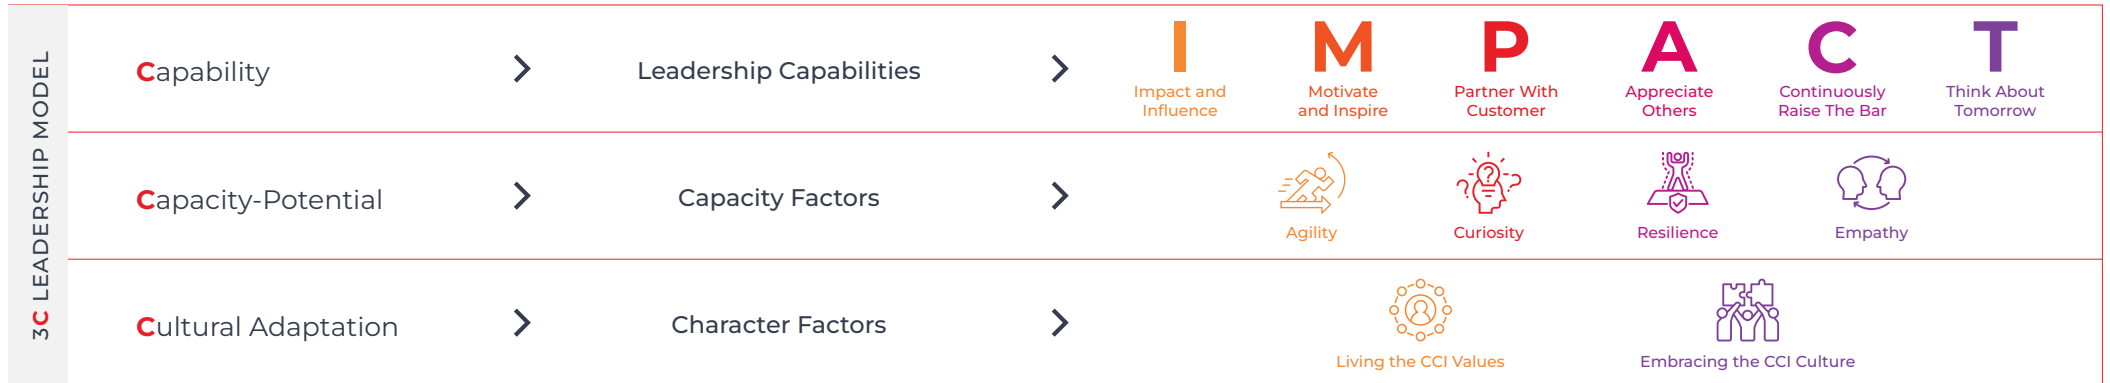 3C LEADERSHIP MODEL
Capability
Leadership Capabilities
I
Impact and
Influence
M
Motivate
and Inspire
P
Partner With
Customer
A
Appreciate
Others
C
Continuously
Raise The Bar
T
Think About
Tomorrow
Capacity-Potential
Capacity Factors
Agility
Curiosity
Resilience
Empathy
Cultural Adaptation
Character Factors
Living the CCI Values
Embracing the CCI Culture